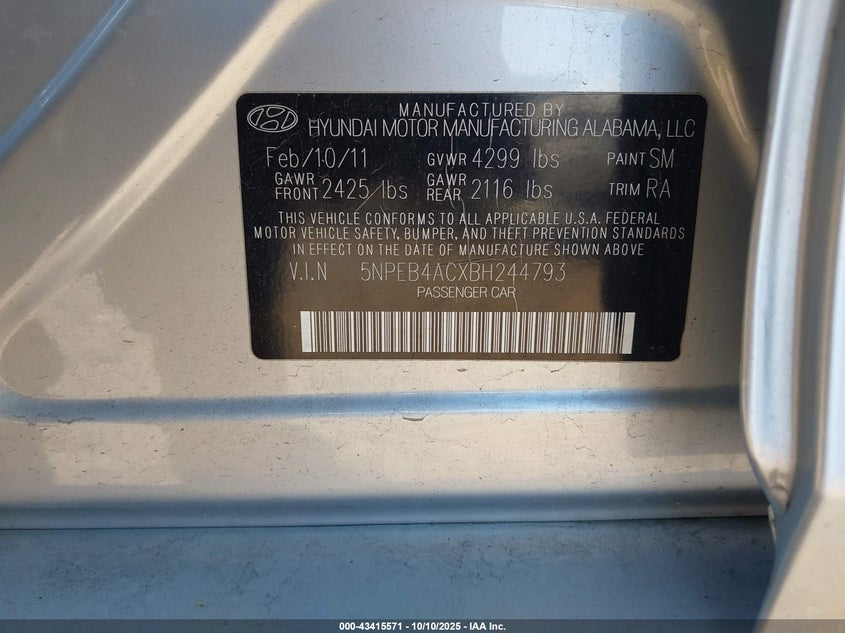 MANUFACTURED BY
HYUNDAI MOTOR MANUFACTURING ALABAMA, LLC
Feb/10/11 GVWR 4299 lbs PAINT SM
GAWR FRONT 2425 lbs GAWR REAR 2116 lbs TRIM RA
THIS VEHICLE CONFORMS TO ALL APPLICABLE U.S.A. FEDERAL
MOTOR VEHICLE SAFETY, BUMPER, AND THEFT PREVENTION STANDARDS
IN EFFECT ON THE DATE OF MANUFACTURE SHOWN ABOVE
V.I.N 5NPEB4ACXBH244793
PASSENGER CAR
000-43415571 - 10/10/2025 - IAA Inc.